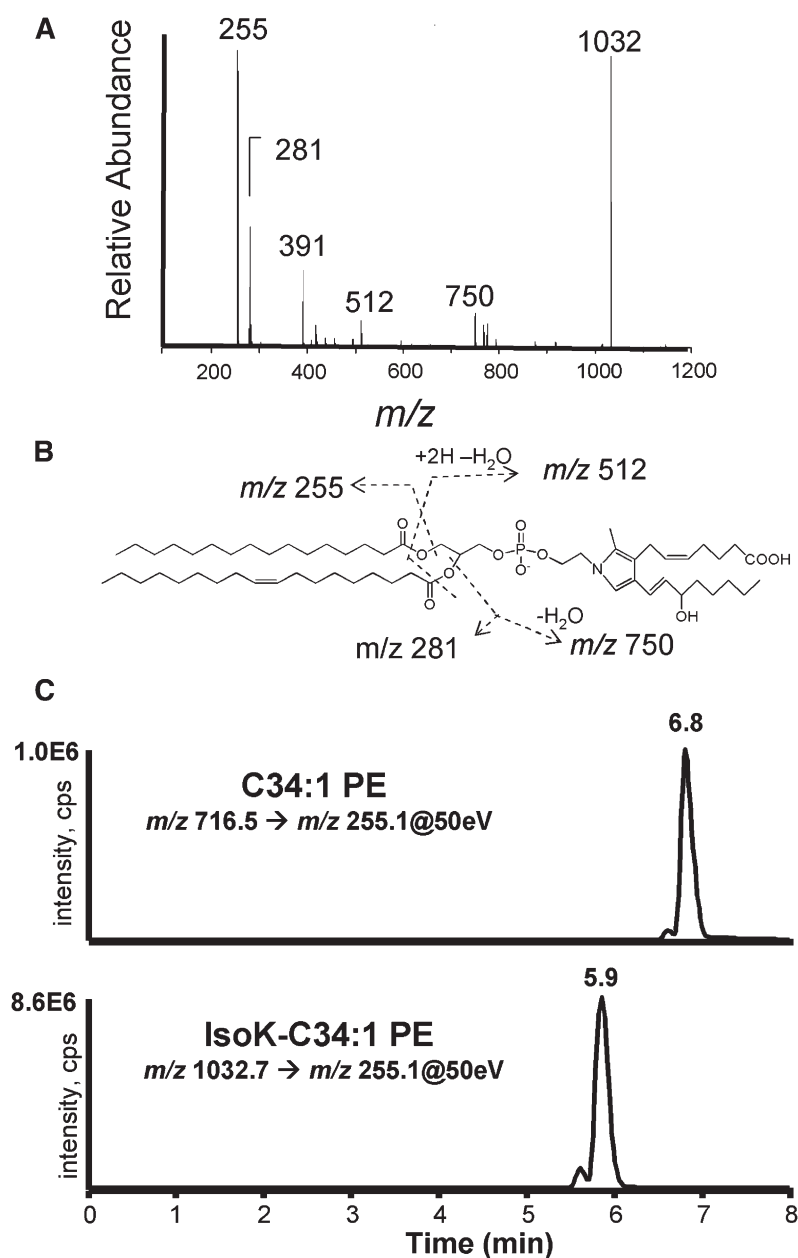 A
Relative Abundance
255
1032
281
391
512
750
200 400 600 800 1000 1200
m/z
B
+2H –H2O
m/z 255
m/z 512
O
O
O
O
P
O
O-
O
O
N
COOH
OH
-H2O
m/z 281
m/z 750
C
6.8
1.0E6
intensity, cps
C34:1 PE
m/z 716.5 → m/z 255.1@50eV
5.9
8.6E6
intensity, cps
IsoK-C34:1 PE
m/z 1032.7 → m/z 255.1@50eV
0 1 2 3 4 5 6 7 8
Time (min)